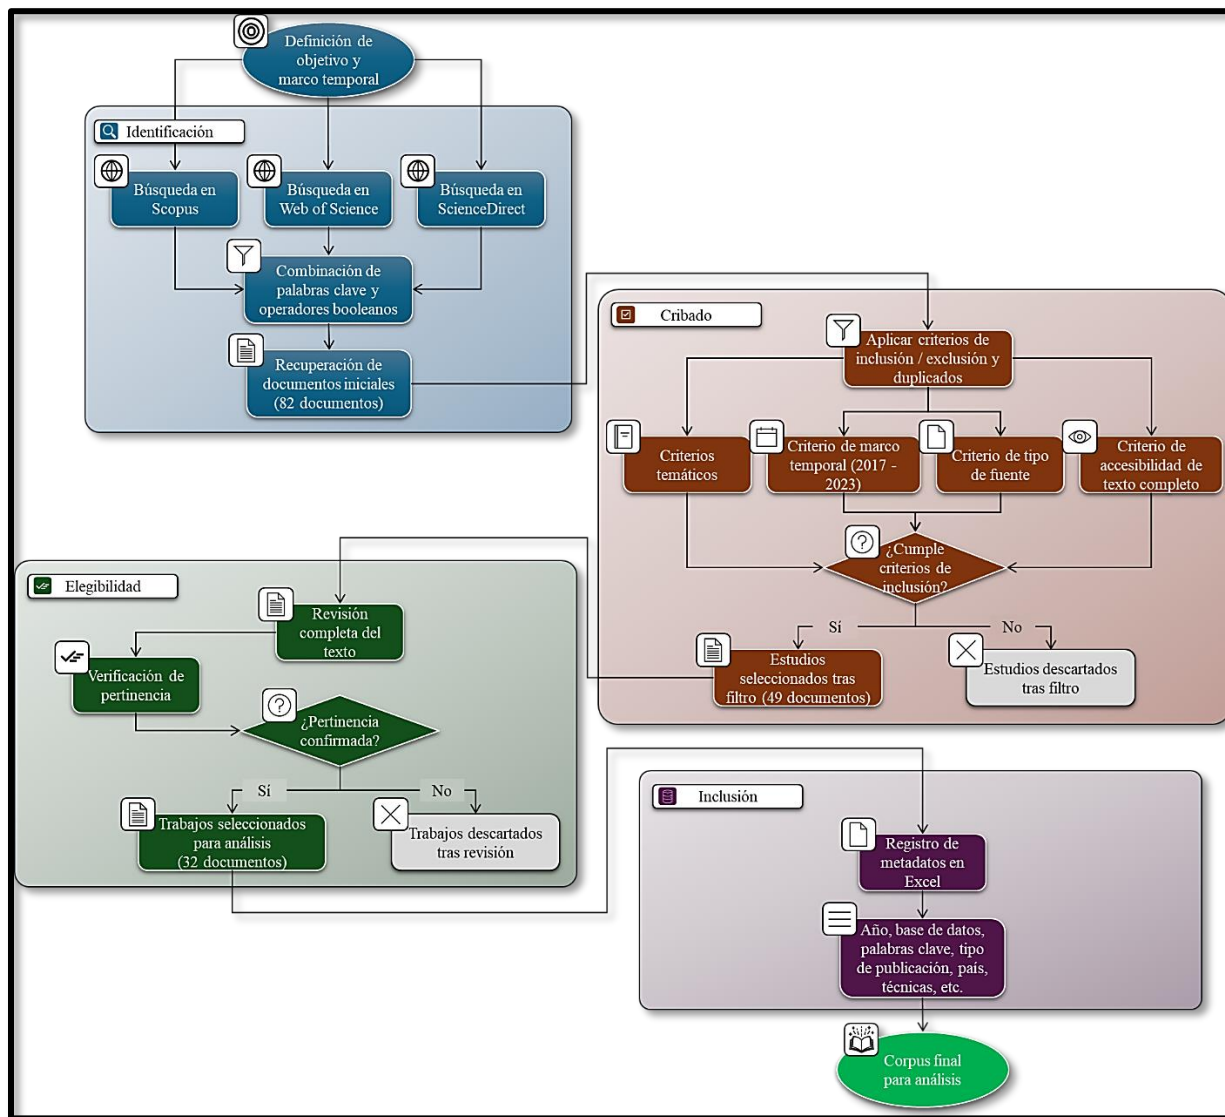 Definición de
objetivo y
marco temporal
Identificación
Búsqueda en
Scopus
Búsqueda en
Web of Science
Búsqueda en
ScienceDirect
Combinación de
palabras clave y
operadores booleanos
Recuperación de
documentos iniciales
(82 documentos)
Cribado
Aplicar criterios de
inclusión / exclusión y
duplicados
Criterios
temáticos
Criterio de marco
temporal (2017 -
2023)
Criterio de tipo
de fuente
Criterio de
accesibilidad de
texto completo
¿Cumple
criterios de
inclusión?
Sí
No
Estudios
seleccionados tras
filtro (49 documentos)
Estudios descartados
tras filtro
Elegibilidad
Revisión
completa del
texto
Verificación de
pertinencia
¿Pertinencia
confirmada?
Sí
No
Trabajos seleccionados
para análisis
(32 documentos)
Trabajos descartados
tras revisión
Inclusión
Registro de
metadatos en
Excel
Año, base de datos,
palabras clave, tipo
de publicación, país,
técnicas, etc.
Corpus final
para análisis